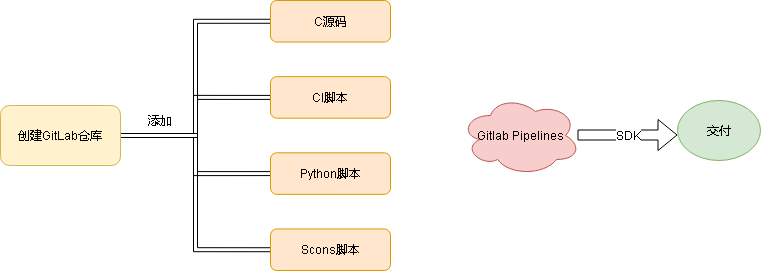 创建GitLab仓库
添加
C源码
CI脚本
Python脚本
Scons脚本
Gitlab Pipelines
SDK
交付